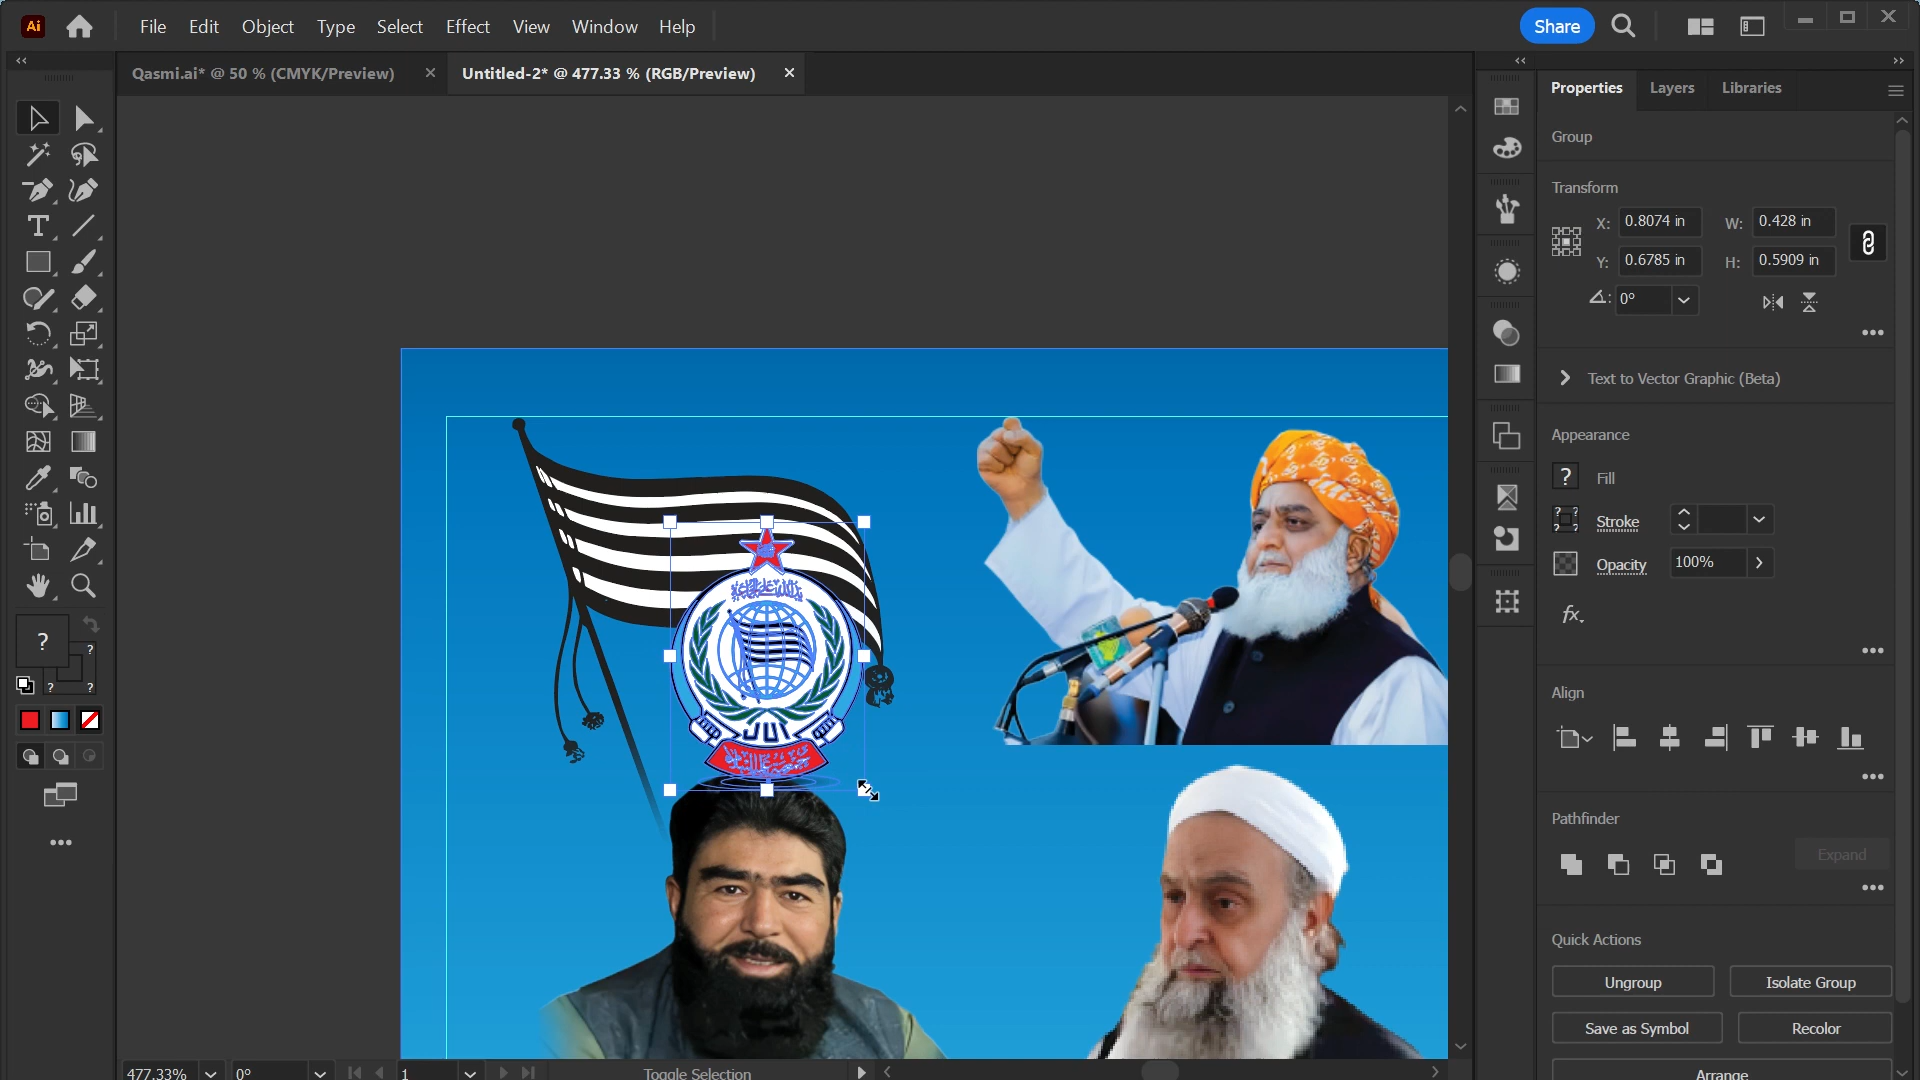 Ai File Edit Object Type Select Effect View Window Help Share
Qasmi.ai* @ 50 % (CMYK/Preview) Untitled-2* @ 477.33 % (RGB/Preview)
Properties Layers Libraries
Group
Transform
X: 0.8074 in W: 0.428 in
Y: 0.6785 in H: 0.5909 in
0°
Text to Vector Graphic (Beta)
Appearance
? Fill
Stroke
Opacity 100%
fx
Align
Pathfinder
Expand
Quick Actions
Ungroup Isolate Group
Save as Symbol Recolor
Arrange
477.33% 0° 1 Toggle Selection